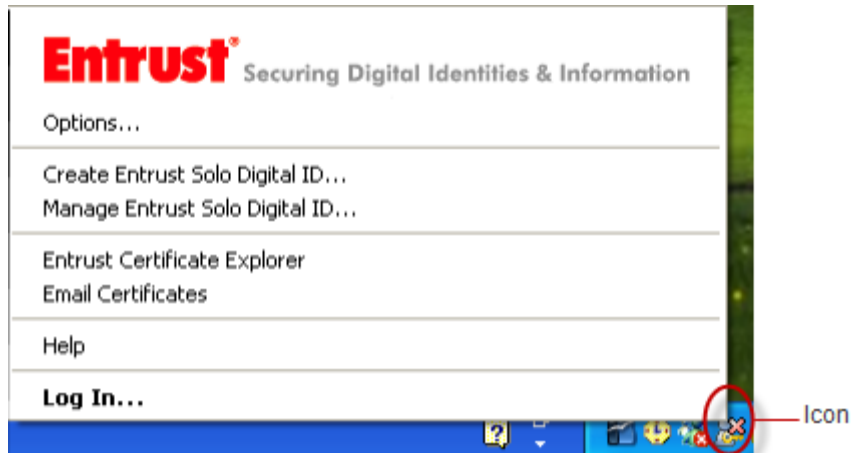 Entrust® Securing Digital Identities & Information
Options...
Create Entrust Solo Digital ID...
Manage Entrust Solo Digital ID...
Entrust Certificate Explorer
Email Certificates
Help
Log In...
?
Icon